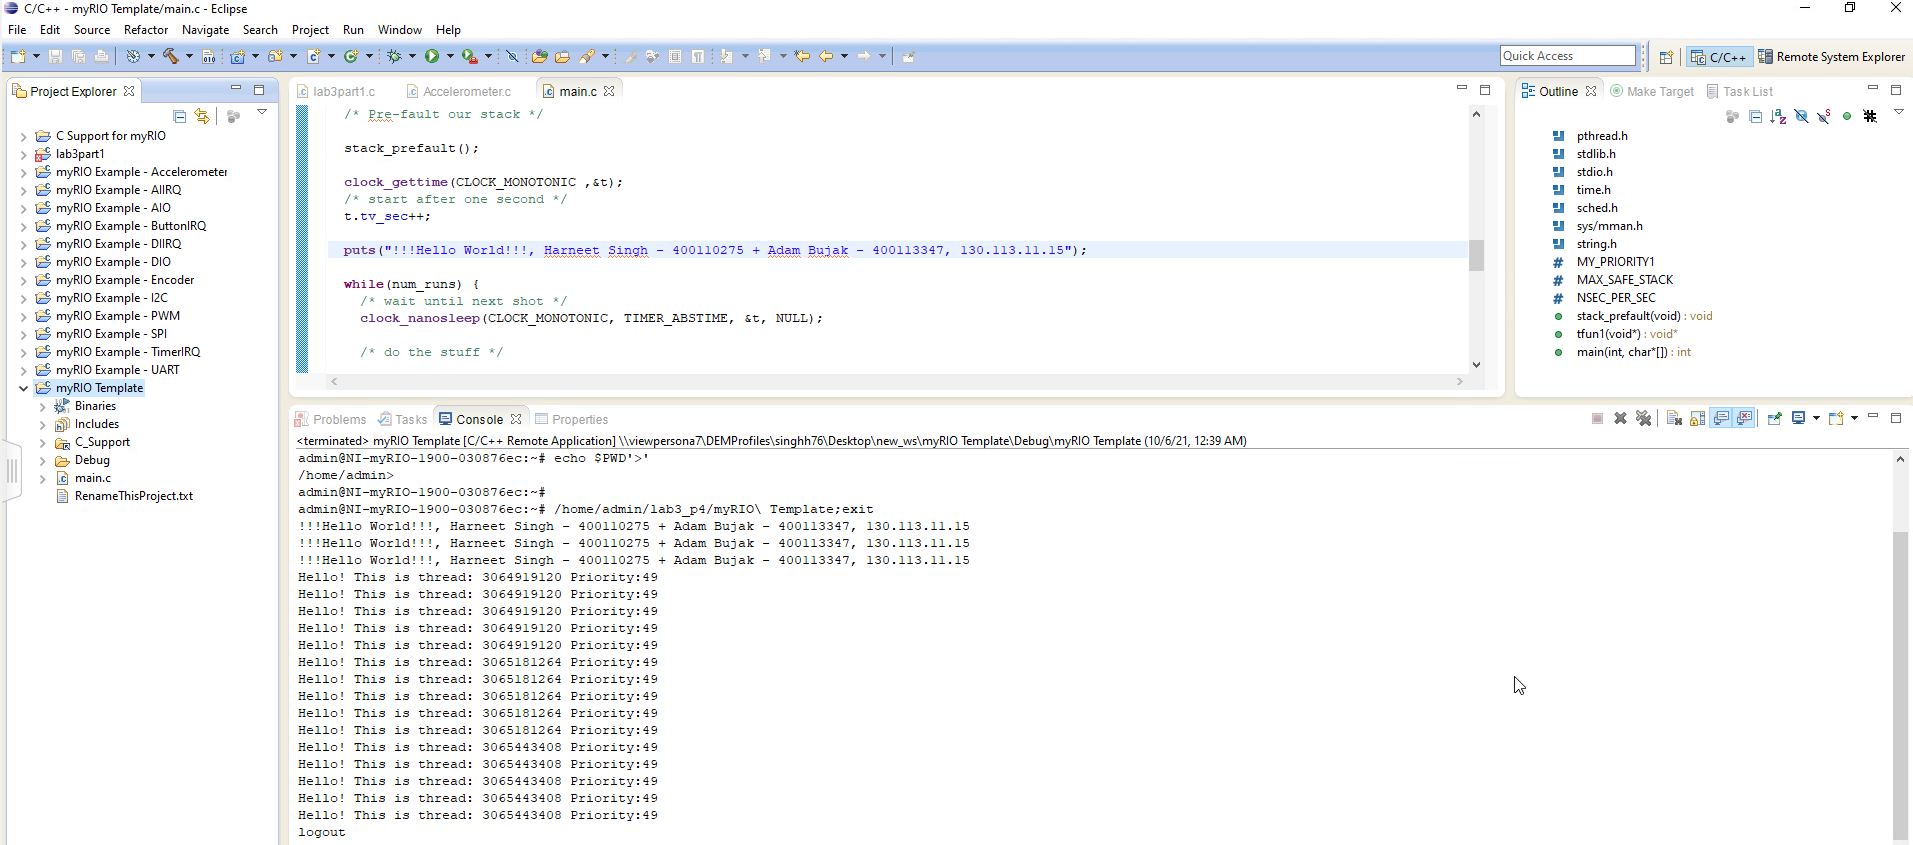 C/C++ - myRIO Template/main.c - Eclipse
File Edit Source Refactor Navigate Search Project Run Window Help
Quick Access
C/C++
Remote System Explorer
Project Explorer
C Support for myRIO
lab3part1
myRIO Example - Accelerometer
myRIO Example - AIIRQ
myRIO Example - AIO
myRIO Example - ButtonIRQ
myRIO Example - DIIRQ
myRIO Example - DIO
myRIO Example - Encoder
myRIO Example - I2C
myRIO Example - PWM
myRIO Example - SPI
myRIO Example - TimerIRQ
myRIO Example - UART
myRIO Template
Binaries
Includes
C_Support
Debug
main.c
RenameThisProject.txt
lab3part1.c Accelerometer.c main.c
/* Pre-fault our stack */
stack_prefault();
clock_gettime(CLOCK_MONOTONIC ,&t);
/* start after one second */
t.tv_sec++;
puts("!!!Hello World!!!, Harneet Singh - 400110275 + Adam Bujak - 400113347, 130.113.11.15");
while(num_runs) {
/* wait until next shot */
clock_nanosleep(CLOCK_MONOTONIC, TIMER_ABSTIME, &t, NULL);
/* do the stuff */
Outline Make Target Task List
pthread.h
stdlib.h
stdio.h
time.h
sched.h
sys/mman.h
string.h
MY_PRIORITY1
MAX_SAFE_STACK
NSEC_PER_SEC
stack_prefault(void) : void
tfun1(void*) : void*
main(int, char*[]) : int
Problems Tasks Console Properties
<terminated> myRIO Template [C/C++ Remote Application] \\viewpersona7\DEMProfiles\singhh76\Desktop\new_ws\myRIO Template\Debug\myRIO Template (10/6/21, 12:39 AM)
admin@NI-myRIO-1900-030876ec:~# echo $PWD'>'
/home/admin>
admin@NI-myRIO-1900-030876ec:~#
admin@NI-myRIO-1900-030876ec:~# /home/admin/lab3_p4/myRIO\ Template;exit
!!!Hello World!!!, Harneet Singh - 400110275 + Adam Bujak - 400113347, 130.113.11.15
!!!Hello World!!!, Harneet Singh - 400110275 + Adam Bujak - 400113347, 130.113.11.15
!!!Hello World!!!, Harneet Singh - 400110275 + Adam Bujak - 400113347, 130.113.11.15
Hello! This is thread: 3064919120 Priority:49
Hello! This is thread: 3064919120 Priority:49
Hello! This is thread: 3064919120 Priority:49
Hello! This is thread: 3064919120 Priority:49
Hello! This is thread: 3064919120 Priority:49
Hello! This is thread: 3065181264 Priority:49
Hello! This is thread: 3065181264 Priority:49
Hello! This is thread: 3065181264 Priority:49
Hello! This is thread: 3065181264 Priority:49
Hello! This is thread: 3065181264 Priority:49
Hello! This is thread: 3065443408 Priority:49
Hello! This is thread: 3065443408 Priority:49
Hello! This is thread: 3065443408 Priority:49
Hello! This is thread: 3065443408 Priority:49
Hello! This is thread: 3065443408 Priority:49
logout